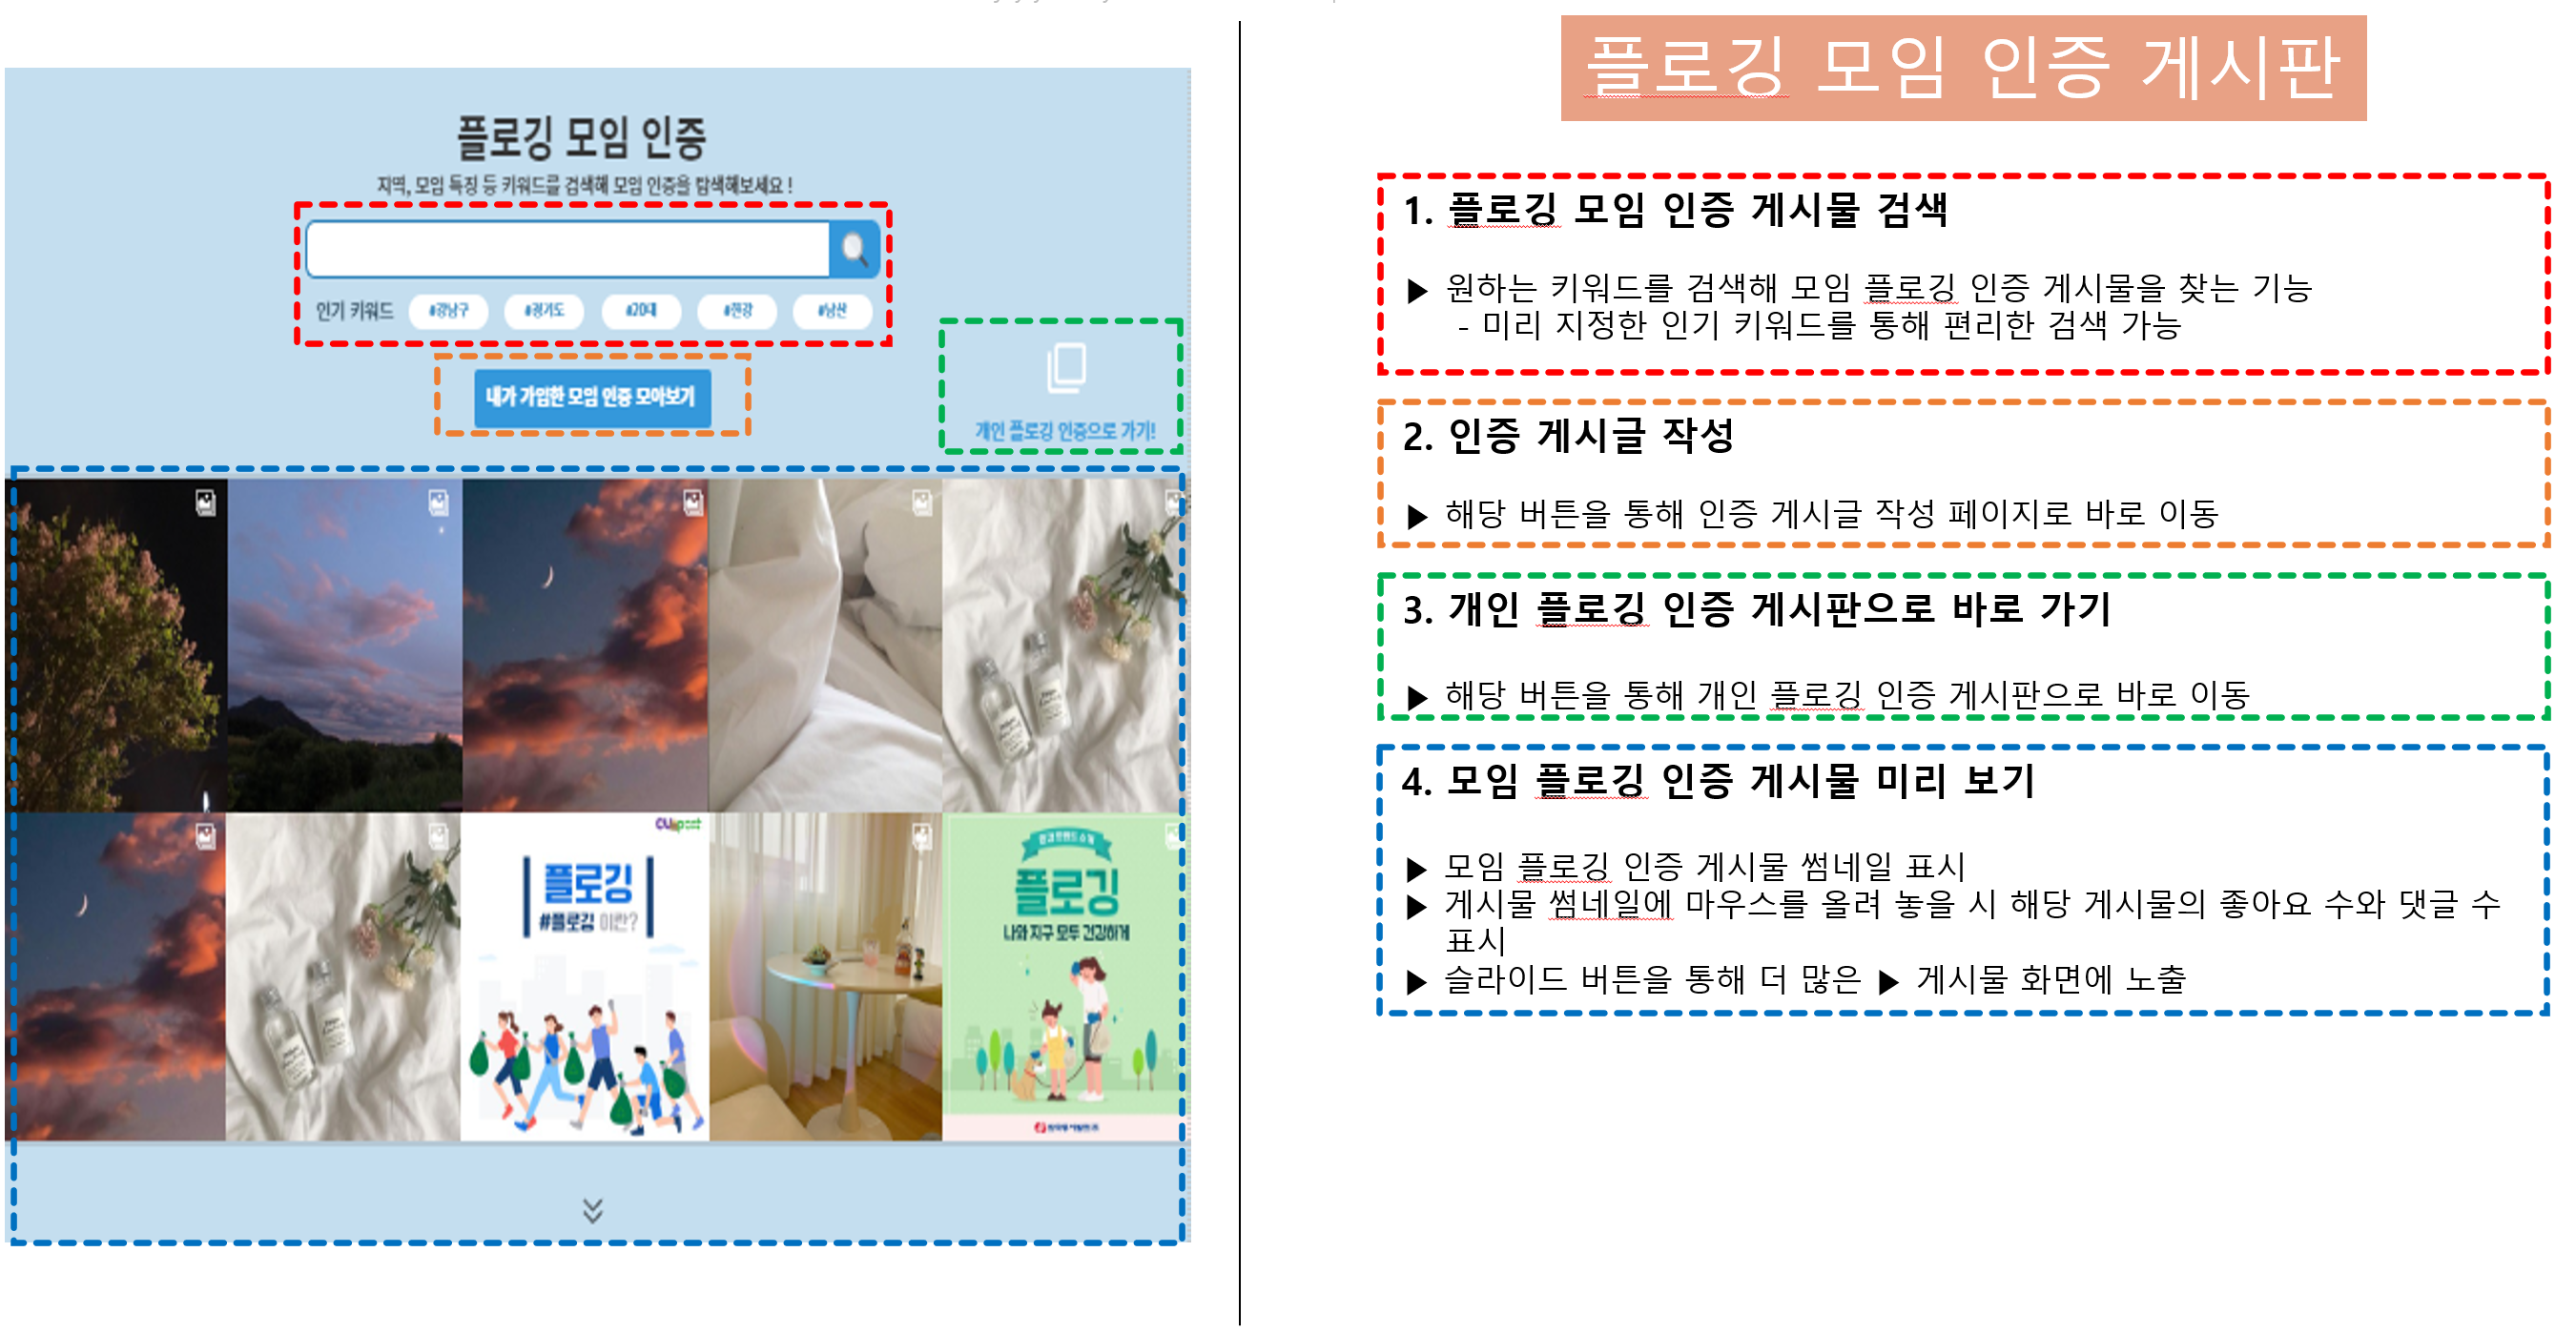 플로깅 모임 인증
지역, 모임 특징 등 키워드를 검색해 모임 인증을 탐색해보세요 !
인기 키워드 #강남구 #경기도 #20대 #한강 #남산
내가 가입한 모임 인증 모아보기
개인 플로깅 인증으로 가기!
플로깅
#플로깅 이란?
플로깅
나와 지구 모두 건강하게
플로깅 모임 인증 게시판
1. 플로깅 모임 인증 게시물 검색
▶ 원하는 키워드를 검색해 모임 플로깅 인증 게시물을 찾는 기능
- 미리 지정한 인기 키워드를 통해 편리한 검색 가능
2. 인증 게시글 작성
▶ 해당 버튼을 통해 인증 게시글 작성 페이지로 바로 이동
3. 개인 플로깅 인증 게시판으로 바로 가기
▶ 해당 버튼을 통해 개인 플로깅 인증 게시판으로 바로 이동
4. 모임 플로깅 인증 게시물 미리 보기
▶ 모임 플로깅 인증 게시물 썸네일 표시
▶ 게시물 썸네일에 마우스를 올려 놓을 시 해당 게시물의 좋아요 수와 댓글 수
표시
▶ 슬라이드 버튼을 통해 더 많은 ▶ 게시물 화면에 노출